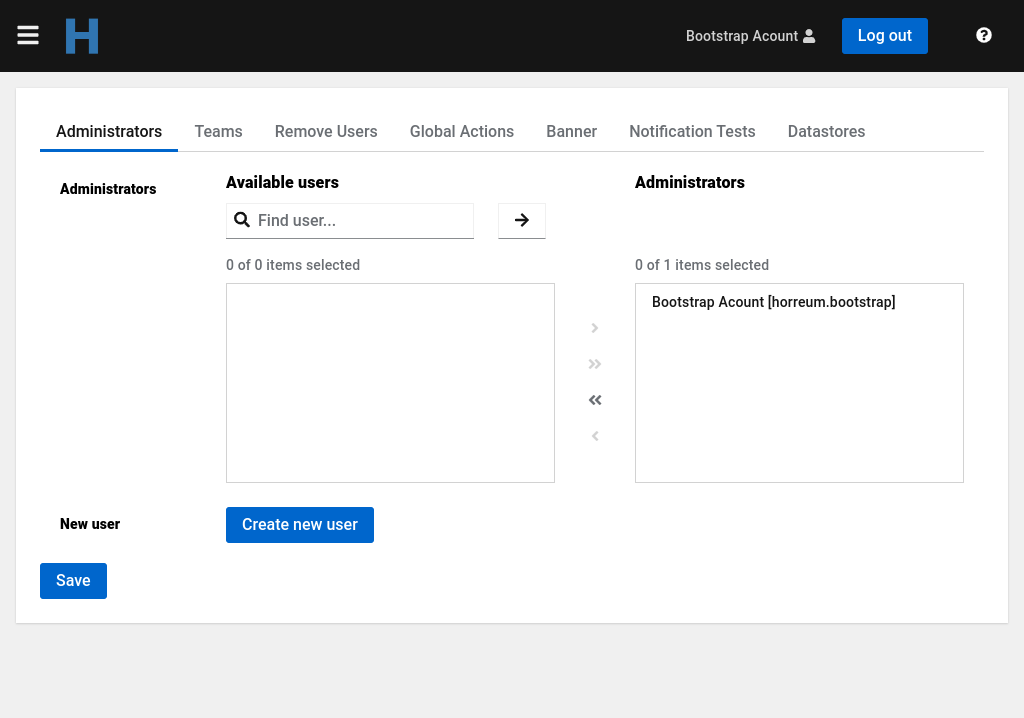 H
Bootstrap Acount
Log out
Administrators Teams Remove Users Global Actions Banner Notification Tests Datastores
Administrators
Available users
Find user...
0 of 0 items selected
Administrators
0 of 1 items selected
Bootstrap Acount [horreum.bootstrap]
New user
Create new user
Save